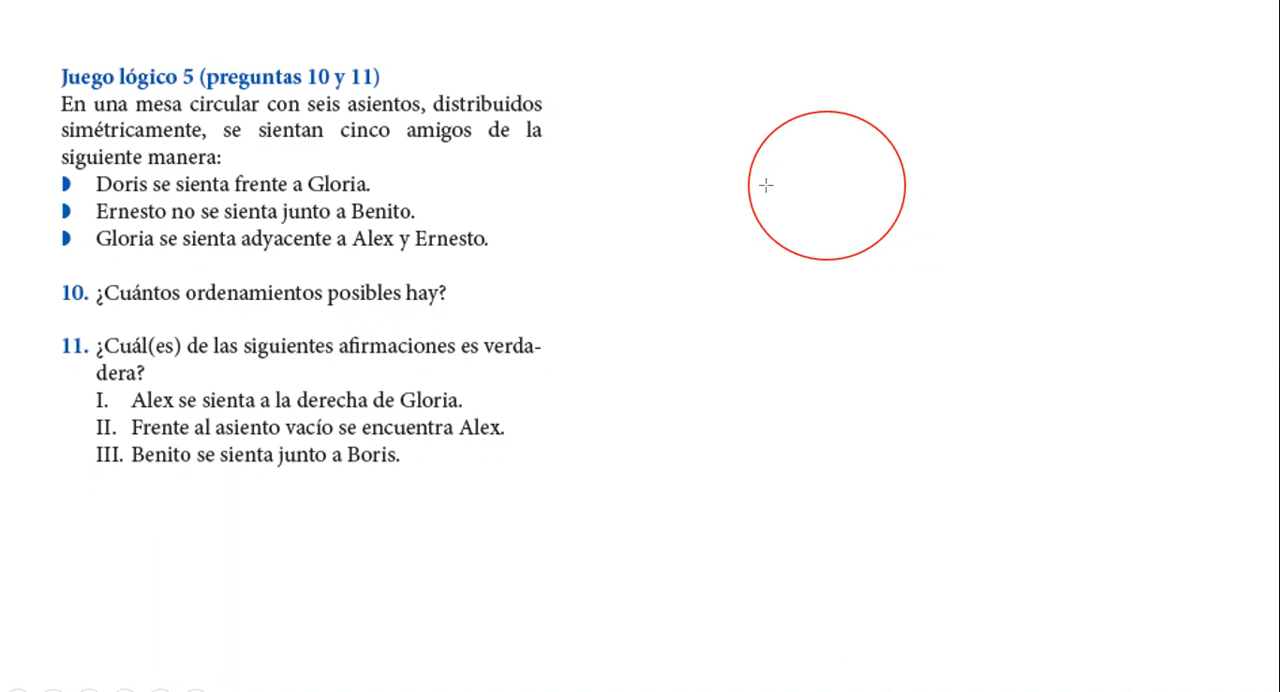 Juego lógico 5 (preguntas 10 y 11)
En una mesa circular con seis asientos, distribuidos
simétricamente, se sientan cinco amigos de la
siguiente manera:
Doris se sienta frente a Gloria.
Ernesto no se sienta junto a Benito.
Gloria se sienta adyacente a Alex y Ernesto.
10. ¿Cuántos ordenamientos posibles hay?
11. ¿Cuál(es) de las siguientes afirmaciones es verda-
dera?
I. Alex se sienta a la derecha de Gloria.
II. Frente al asiento vacío se encuentra Alex.
III. Benito se sienta junto a Boris.